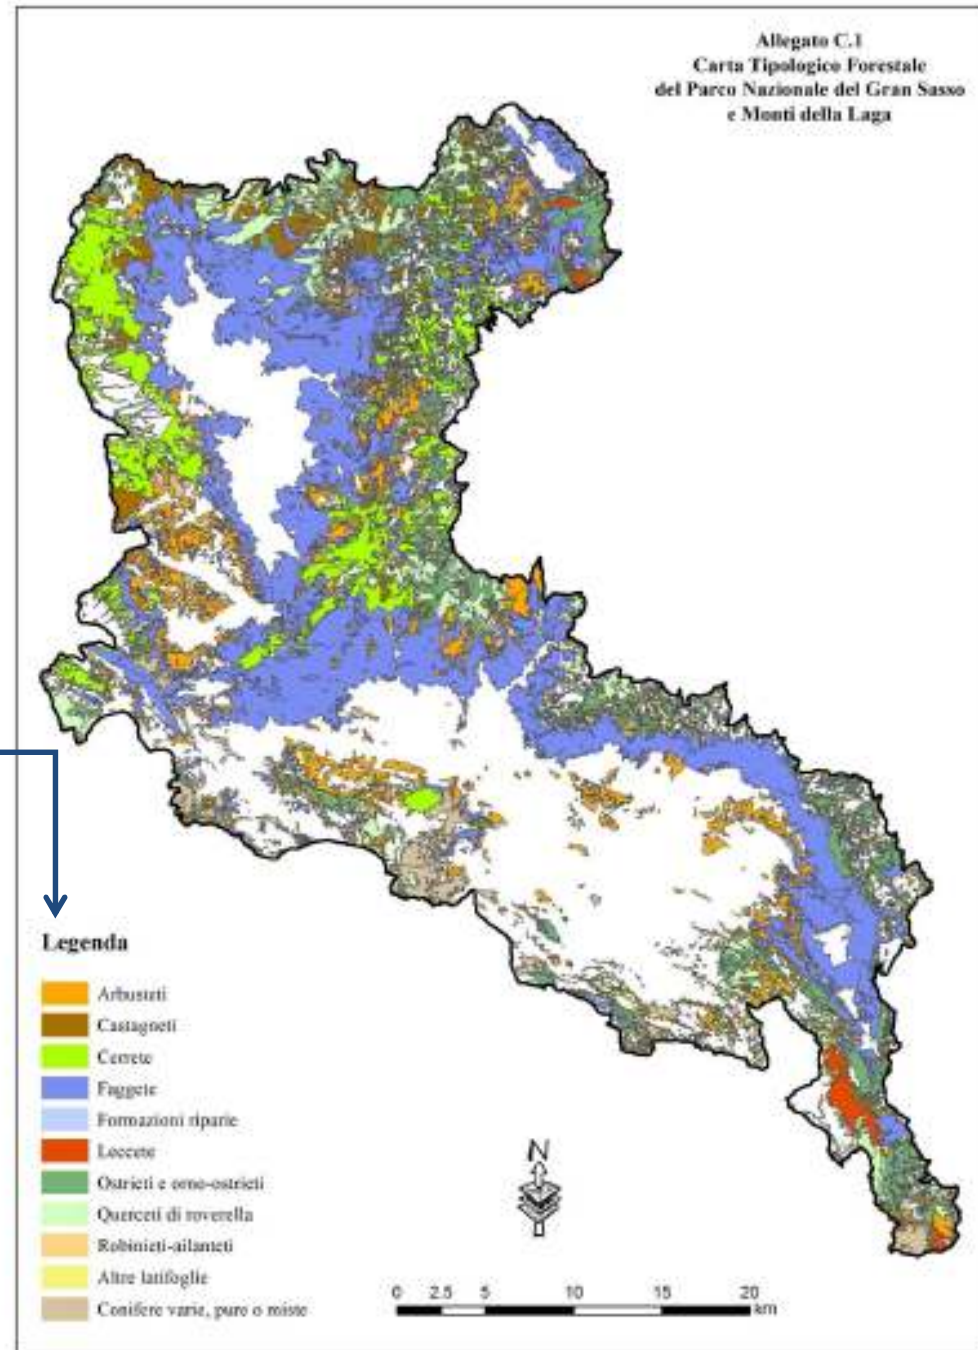 Allegato C.1
Carta Tipologico Forestale
del Parco Nazionale del Gran Sasso
e Monti della Laga
Legenda
Arbusteti
Castagneti
Cerrete
Faggete
Formazioni riparie
Leccete
Ostrieti e orno-ostrieti
Querceti di roverella
Robinieti-ailanteti
Altre latifoglie
Conifere varie, pure o miste
N
0 2.5 5 10 15 20
km